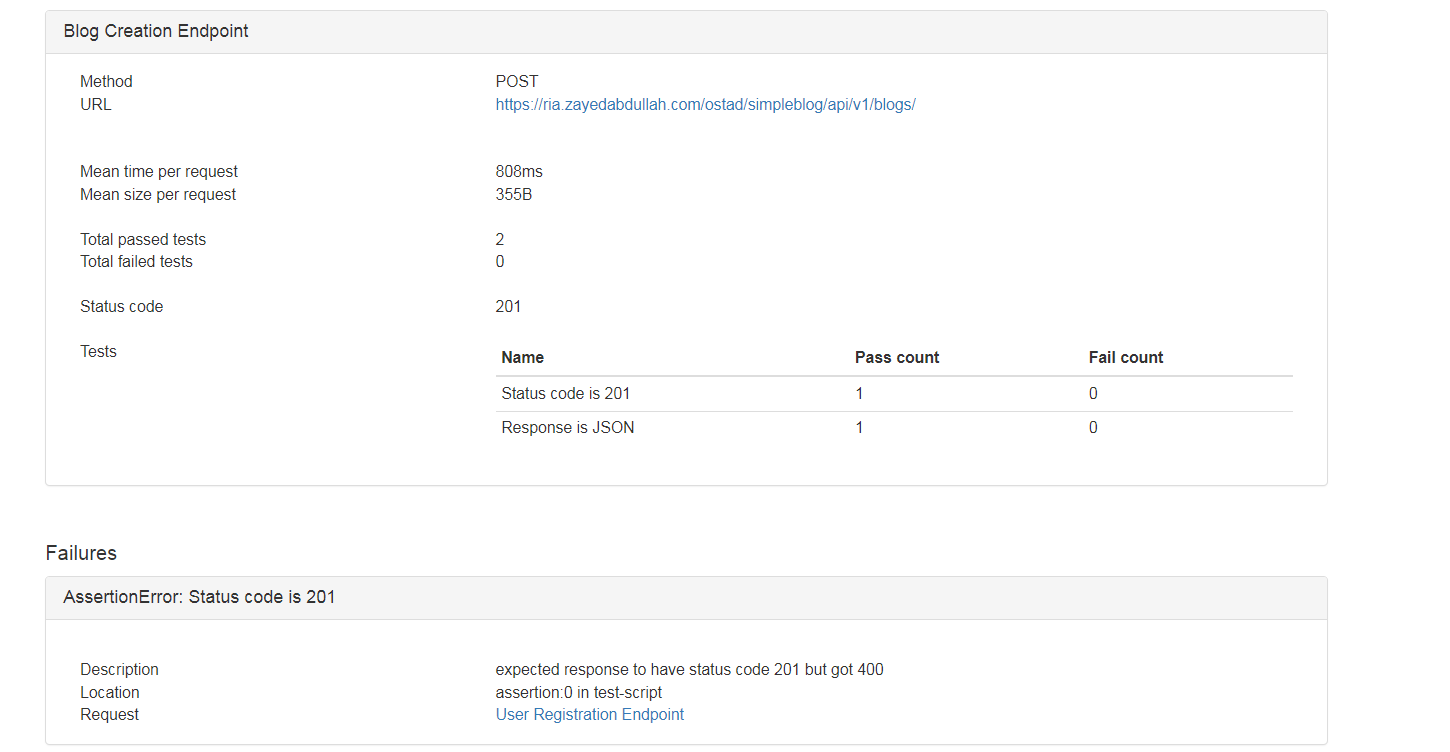 Blog Creation Endpoint
Method POST
URL https://ria.zayedabdullah.com/ostad/simpleblog/api/v1/blogs/
Mean time per request 808ms
Mean size per request 355B
Total passed tests 2
Total failed tests 0
Status code 201
Tests
Name Pass count Fail count
Status code is 201 1 0
Response is JSON 1 0
Failures
AssertionError: Status code is 201
Description expected response to have status code 201 but got 400
Location assertion:0 in test-script
Request User Registration Endpoint